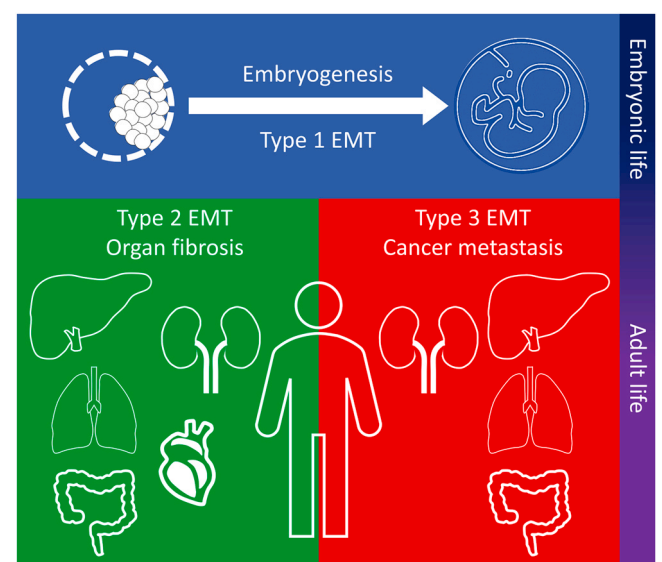 Embryogenesis
Type 1 EMT
Embryonic life
Type 2 EMT
Organ fibrosis
Type 3 EMT
Cancer metastasis
Adult life